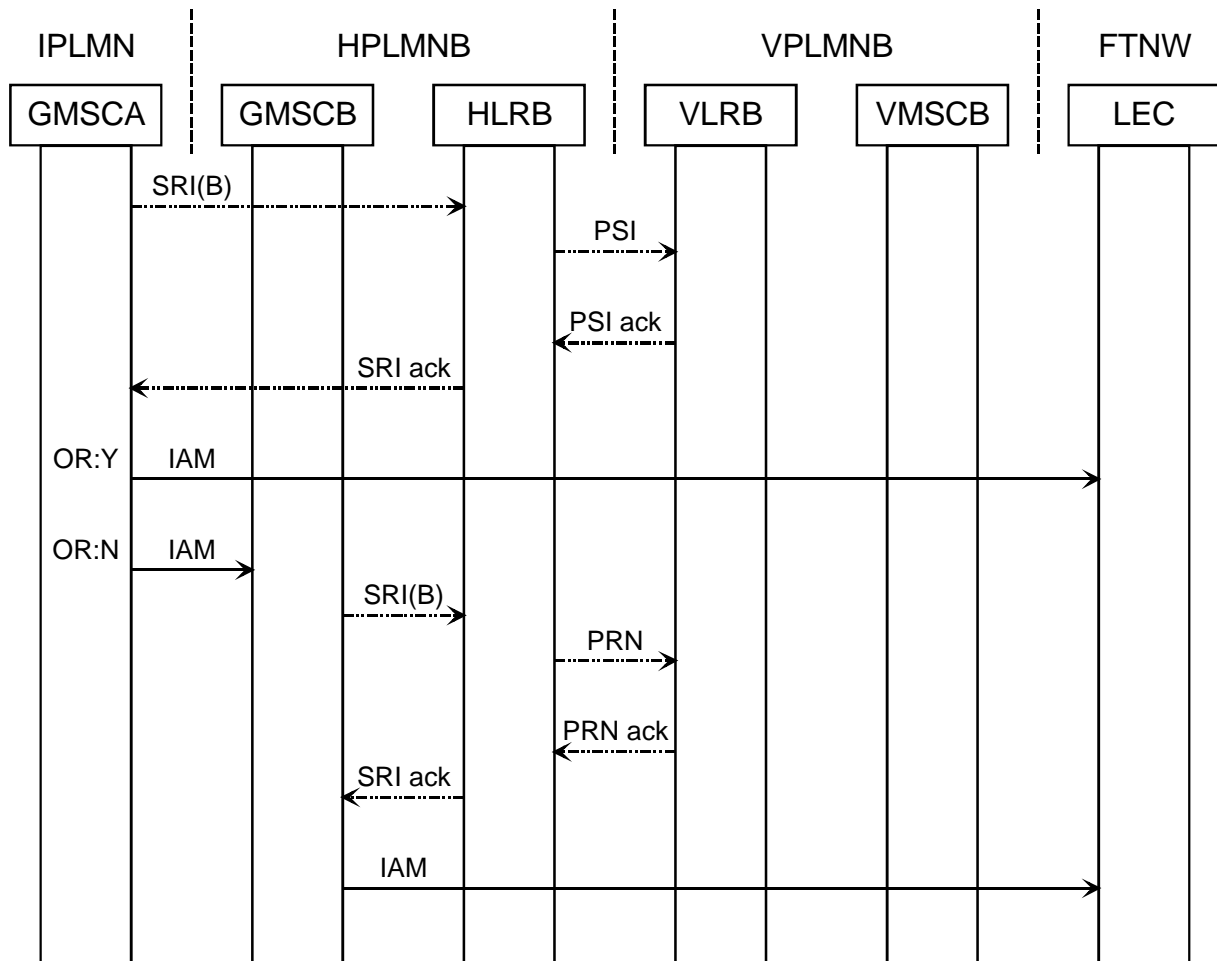 IPLMN HPLMNB VPLMNB FTNW
GMSCA GMSCB HLRB VLRB VMSCB LEC
SRI(B)
PSI
PSI ack
SRI ack
OR:Y IAM
OR:N IAM
SRI(B)
PRN
PRN ack
SRI ack
IAM